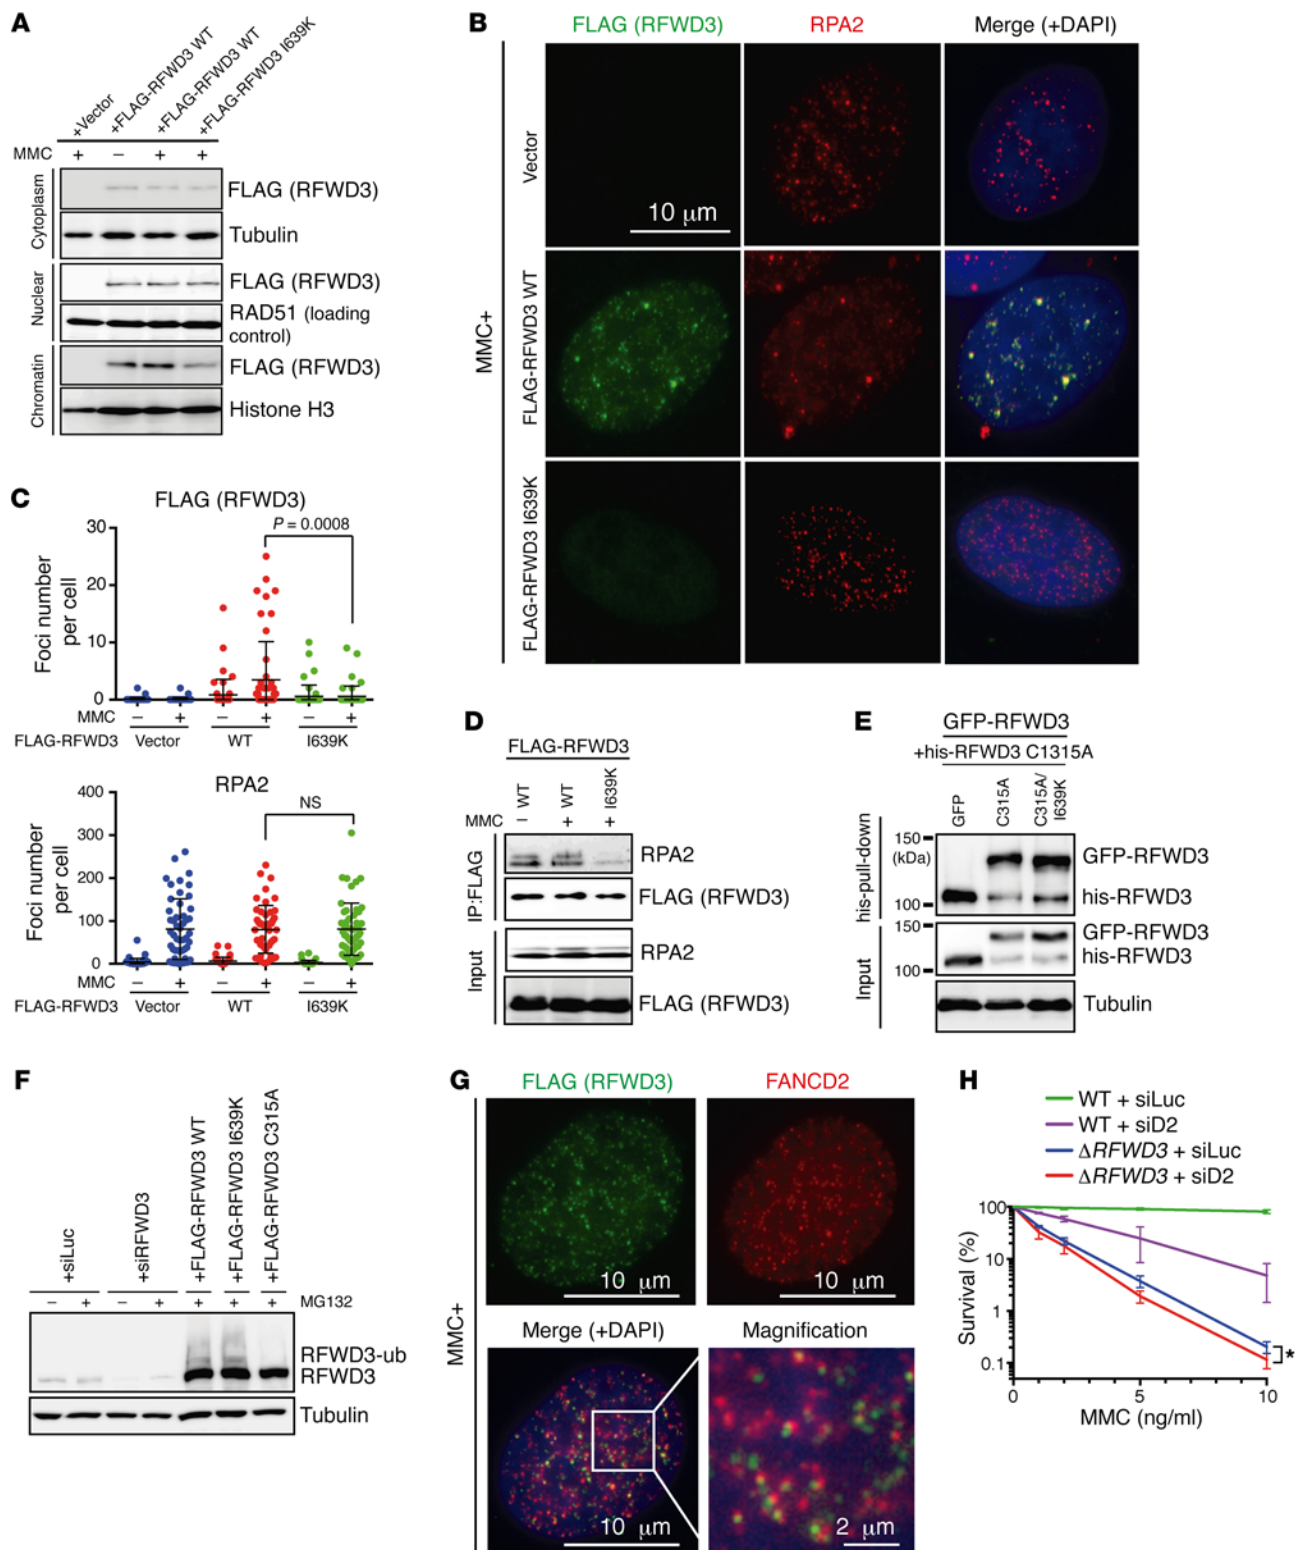 A
+Vector
+FLAG-RFWD3 WT
+FLAG-RFWD3 WT
+FLAG-RFWD3 I639K
MMC + – + +
Cytoplasm
FLAG (RFWD3)
Tubulin
Nuclear
FLAG (RFWD3)
RAD51 (loading
control)
Chromatin
FLAG (RFWD3)
Histone H3
B
FLAG (RFWD3) RPA2 Merge (+DAPI)
MMC+
Vector
10 µm
FLAG-RFWD3 WT
FLAG-RFWD3 I639K
C
FLAG (RFWD3)
P = 0.0008
Foci number
per cell
30
20
10
0
MMC – + – + – +
FLAG-RFWD3 Vector WT I639K
RPA2
NS
Foci number
per cell
400
300
200
100
0
MMC – + – + – +
FLAG-RFWD3 Vector WT I639K
D
FLAG-RFWD3
WT
WT
I639K
MMC – + +
IP:FLAG
RPA2
FLAG (RFWD3)
Input
RPA2
FLAG (RFWD3)
E
GFP-RFWD3
+his-RFWD3 C1315A
GFP
C315A
C315A/
I639K
his-pull-down
150
(kDa)
GFP-RFWD3
100
his-RFWD3
Input
150
GFP-RFWD3
his-RFWD3
100
Tubulin
F
+siLuc
+siRFWD3
+FLAG-RFWD3 WT
+FLAG-RFWD3 I639K
+FLAG-RFWD3 C315A
– + – + + + + MG132
RFWD3-ub
RFWD3
Tubulin
G
FLAG (RFWD3) FANCD2
MMC+
10 µm 10 µm
Merge (+DAPI) Magnification
10 µm 2 µm
H
WT + siLuc
WT + siD2
ΔRFWD3 + siLuc
ΔRFWD3 + siD2
Survival (%)
100
10
1
0.1
*
0 5 10
MMC (ng/ml)